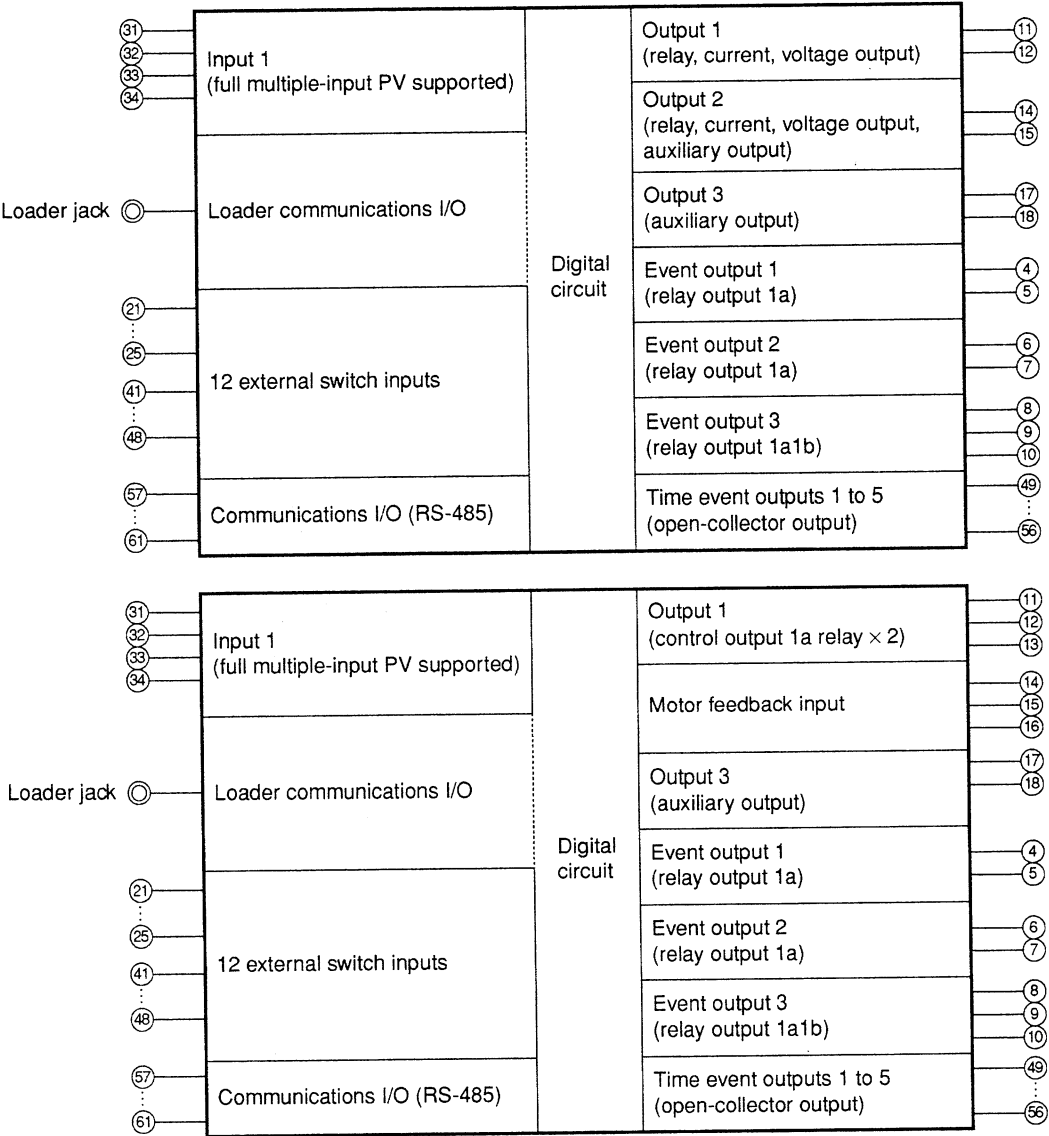 31
32
33
34
Input 1
(full multiple-input PV supported)
Loader jack
Loader communications I/O
21
25
41
48
12 external switch inputs
57
61
Communications I/O (RS-485)
Digital
circuit
Output 1
(relay, current, voltage output)
11
12
Output 2
(relay, current, voltage output,
auxiliary output)
14
15
Output 3
(auxiliary output)
17
18
Event output 1
(relay output 1a)
4
5
Event output 2
(relay output 1a)
6
7
Event output 3
(relay output 1a1b)
8
9
10
Time event outputs 1 to 5
(open-collector output)
49
56
31
32
33
34
Input 1
(full multiple-input PV supported)
Loader jack
Loader communications I/O
21
25
41
48
12 external switch inputs
57
61
Communications I/O (RS-485)
Digital
circuit
Output 1
(control output 1a relay × 2)
11
12
13
Motor feedback input
14
15
16
Output 3
(auxiliary output)
17
18
Event output 1
(relay output 1a)
4
5
Event output 2
(relay output 1a)
6
7
Event output 3
(relay output 1a1b)
8
9
10
Time event outputs 1 to 5
(open-collector output)
49
56